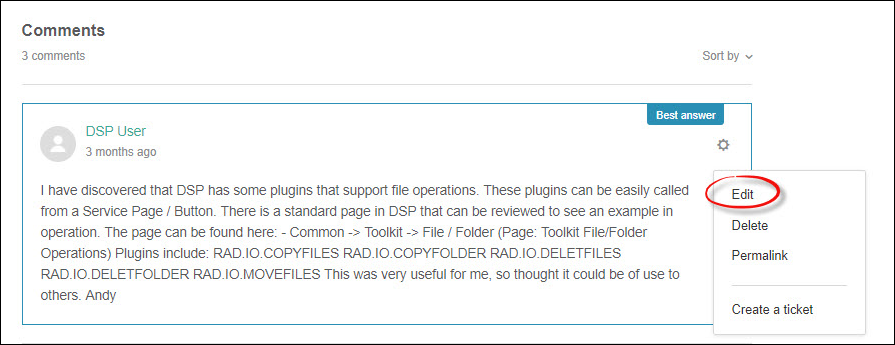 Comments
3 comments
Sort by
Best answer
DSP User
3 months ago
I have discovered that DSP has some plugins that support file operations. These plugins can be easily called
from a Service Page / Button. There is a standard page in DSP that can be reviewed to see an example in
operation. The page can be found here: - Common -> Toolkit -> File / Folder (Page: Toolkit File/Folder
Operations) Plugins include: RAD.IO.COPYFILES RAD.IO.COPYFOLDER RAD.IO.DELETFILES
RAD.IO.DELETFOLDER RAD.IO.MOVEFILES This was very useful for me, so thought it could be of use to
others. Andy
Edit
Delete
Permalink
Create a ticket